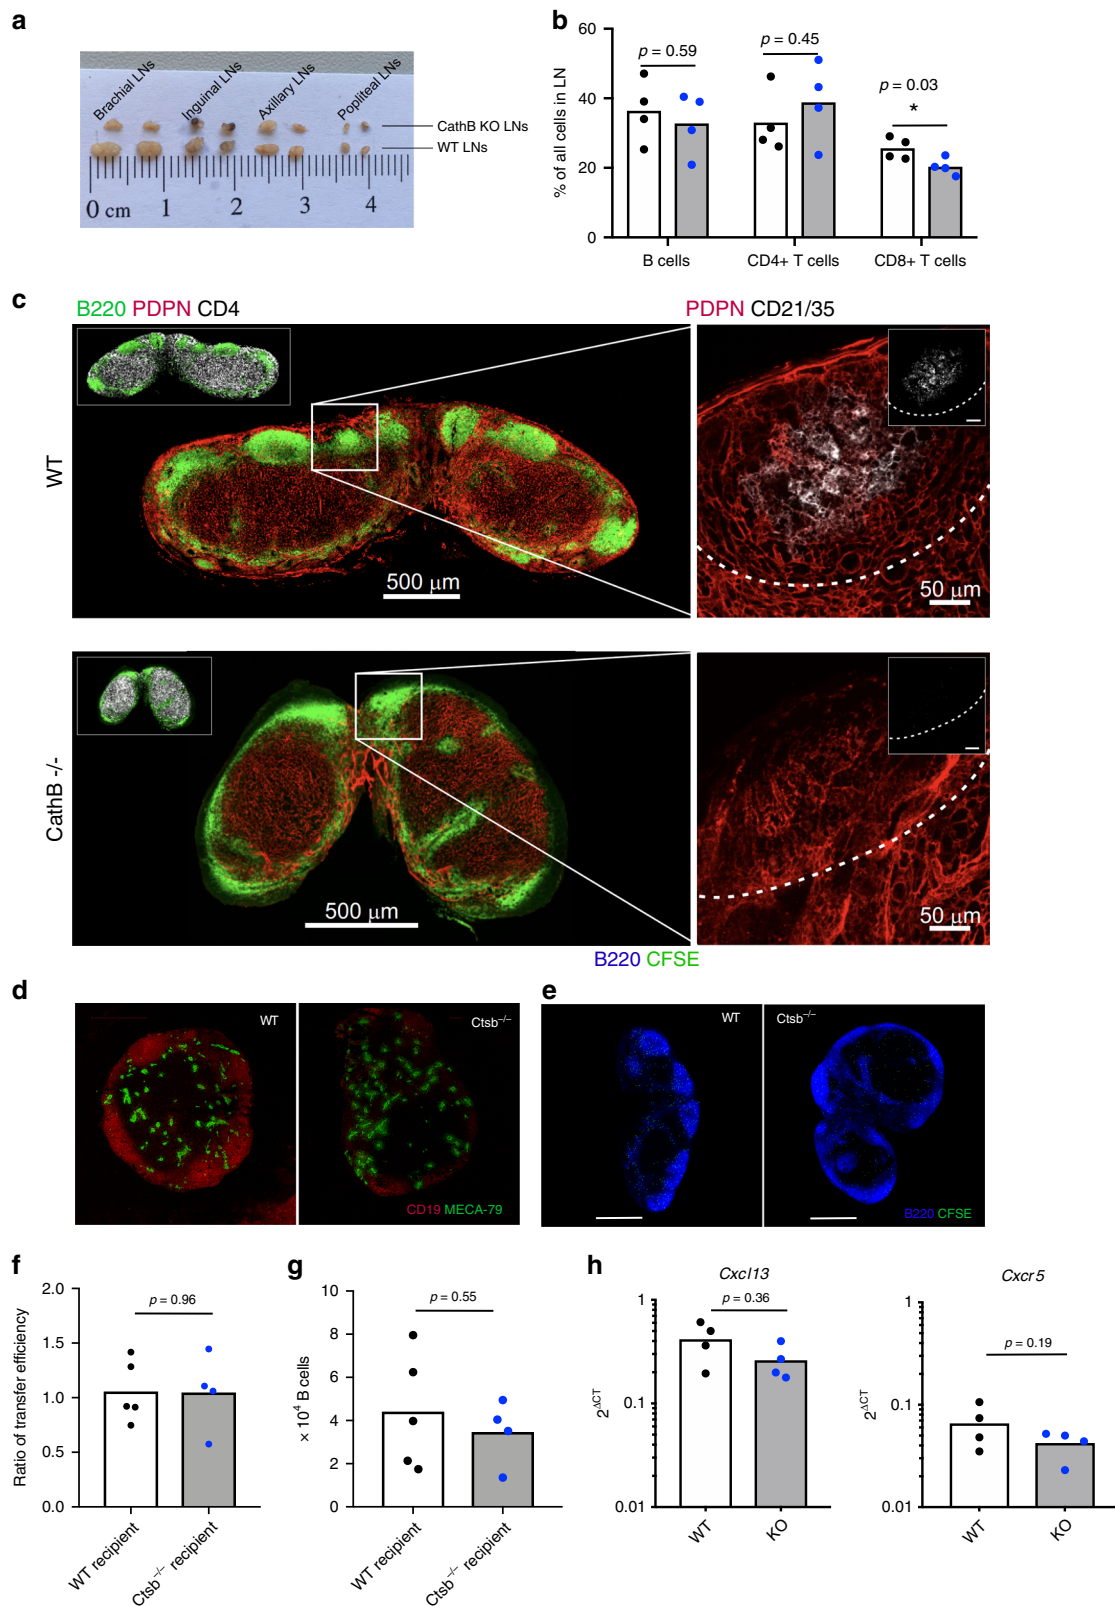 a
Brachial LNs
Inguinal LNs
Axillary LNs
Popliteal LNs
CathB KO LNs
WT LNs
0 cm 1 2 3 4
b
% of all cells in LN
60
40
20
0
p = 0.59
p = 0.45
p = 0.03
*
B cells
CD4+ T cells
CD8+ T cells
c
B220 PDPN CD4
PDPN CD21/35
WT
500 μm
50 μm
CathB -/-
500 μm
50 μm
B220 CFSE
d
WT
Ctsb–/–
CD19 MECA-79
e
WT
Ctsb–/–
B220 CFSE
f
Ratio of transfer efficiency
2.0
1.5
1.0
0.5
0.0
p = 0.96
WT recipient
Ctsb–/– recipient
g
× 10⁴ B cells
10
8
6
4
2
0
p = 0.55
WT recipient
Ctsb–/– recipient
h
Cxcl13
2ΔCT
1
0.1
0.01
p = 0.36
WT
KO
Cxcr5
2ΔCT
1
0.1
0.01
p = 0.19
WT
KO